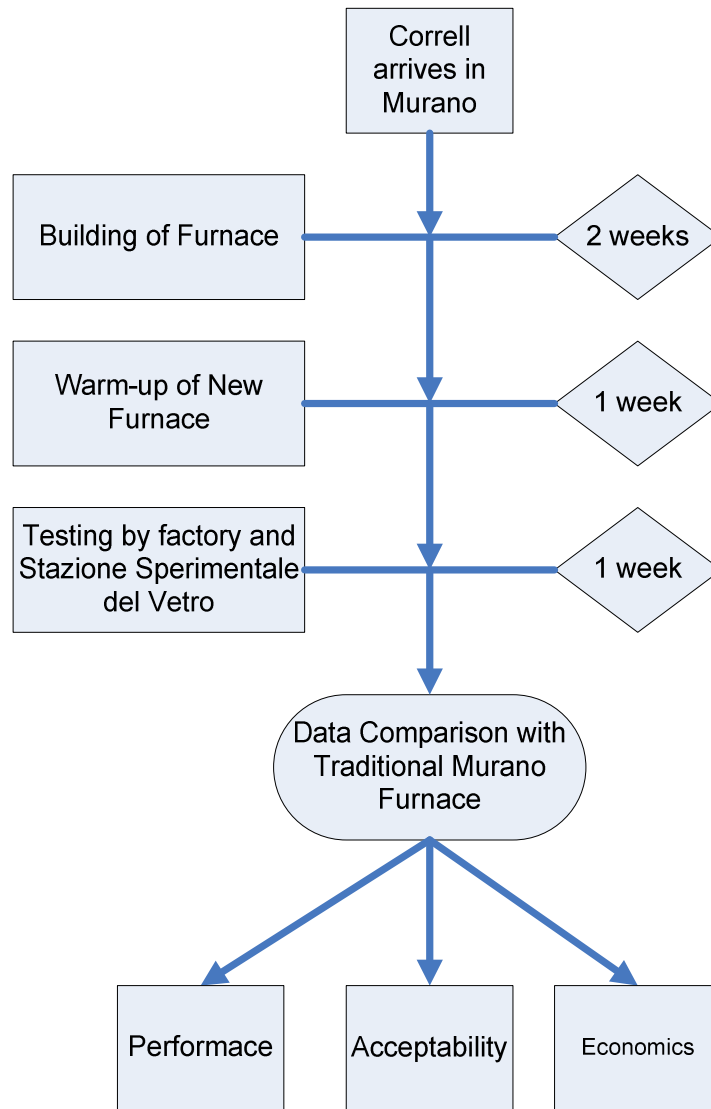 Correll
arrives in
Murano
Building of Furnace
2 weeks
Warm-up of New
Furnace
1 week
Testing by factory and
Stazione Sperimentale
del Vetro
1 week
Data Comparison with
Traditional Murano
Furnace
Performace
Acceptability
Economics